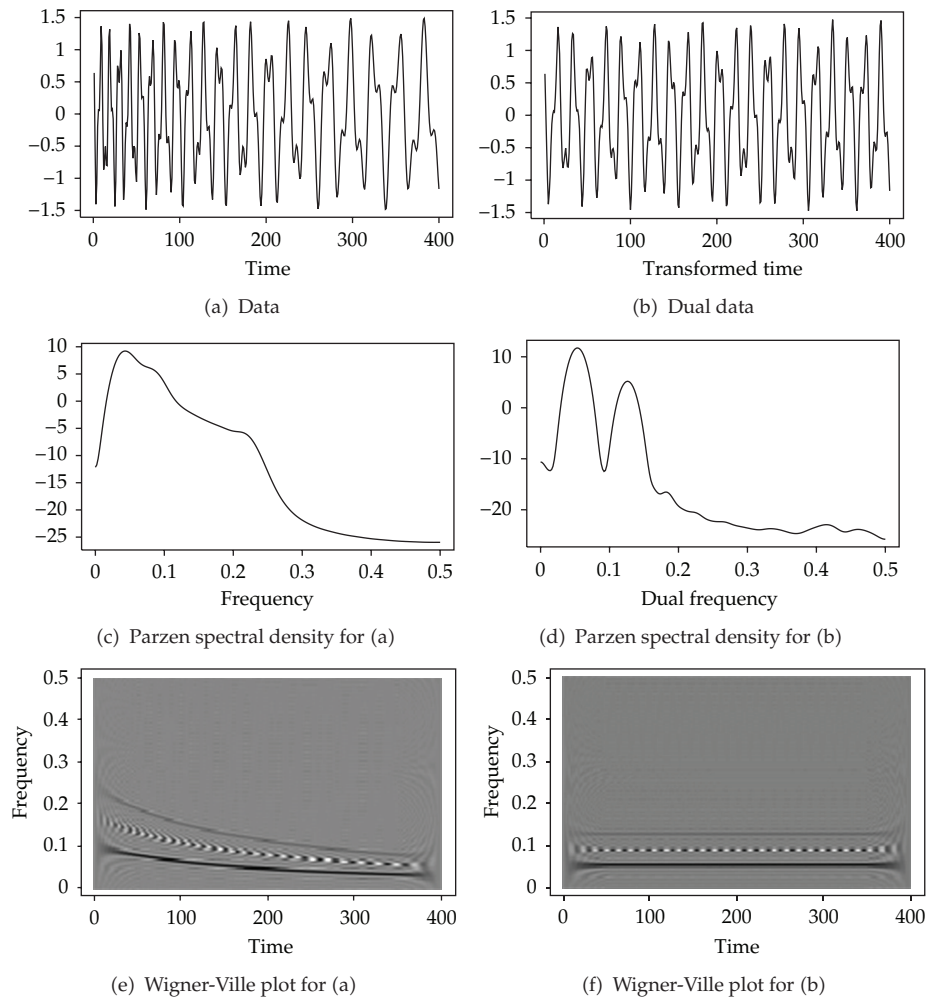 1.5
1
0.5
0
−0.5
−1
−1.5
0 100 200 300 400
Time
(a) Data
1.5
1
0.5
0
−0.5
−1
−1.5
0 100 200 300 400
Transformed time
(b) Dual data
10
5
0
−5
−10
−15
−20
−25
0 0.1 0.2 0.3 0.4 0.5
Frequency
(c) Parzen spectral density for (a)
10
0
−10
−20
0 0.1 0.2 0.3 0.4 0.5
Dual frequency
(d) Parzen spectral density for (b)
Frequency
0.5
0.4
0.3
0.2
0.1
0
0 100 200 300 400
Time
(e) Wigner-Ville plot for (a)
Frequency
0.5
0.4
0.3
0.2
0.1
0
0 100 200 300 400
Time
(f) Wigner-Ville plot for (b)